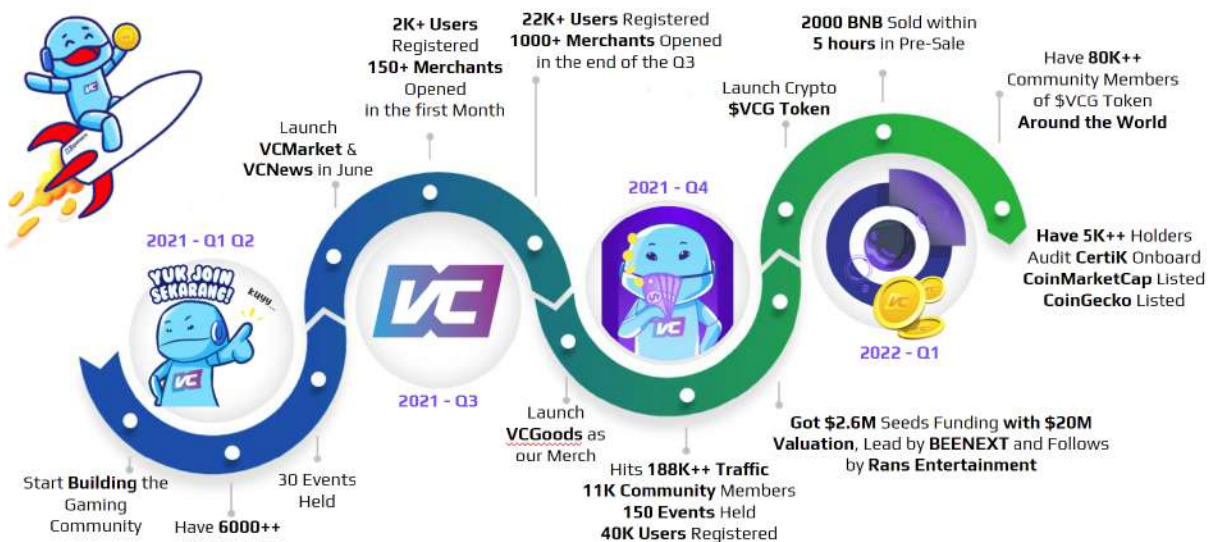 2021 - Q1 Q2
YUK JOIN
SEKARANG!
kuyy...
VC
Start Building the
Gaming
Community
Have 6000++
30 Events
Held
Launch
VCMarket &
VCNews in June
2K+ Users
Registered
150+ Merchants
Opened
in the first Month
22K+ Users Registered
1000+ Merchants Opened
in the end of the Q3
VC
2021 - Q3
Launch
VCGoods as
our Merch
2021 - Q4
VC
Hits 188K++ Traffic
11K Community Members
150 Events Held
40K Users Registered
Got $2.6M Seeds Funding with $20M
Valuation, Lead by BEENEXT and Follows
by Rans Entertainment
Launch Crypto
$VCG Token
2000 BNB Sold within
5 hours in Pre-Sale
Have 80K++
Community Members
of $VCG Token
Around the World
VC
2022 - Q1
Have 5K++ Holders
Audit CertiK Onboard
CoinMarketCap Listed
CoinGecko Listed
VC